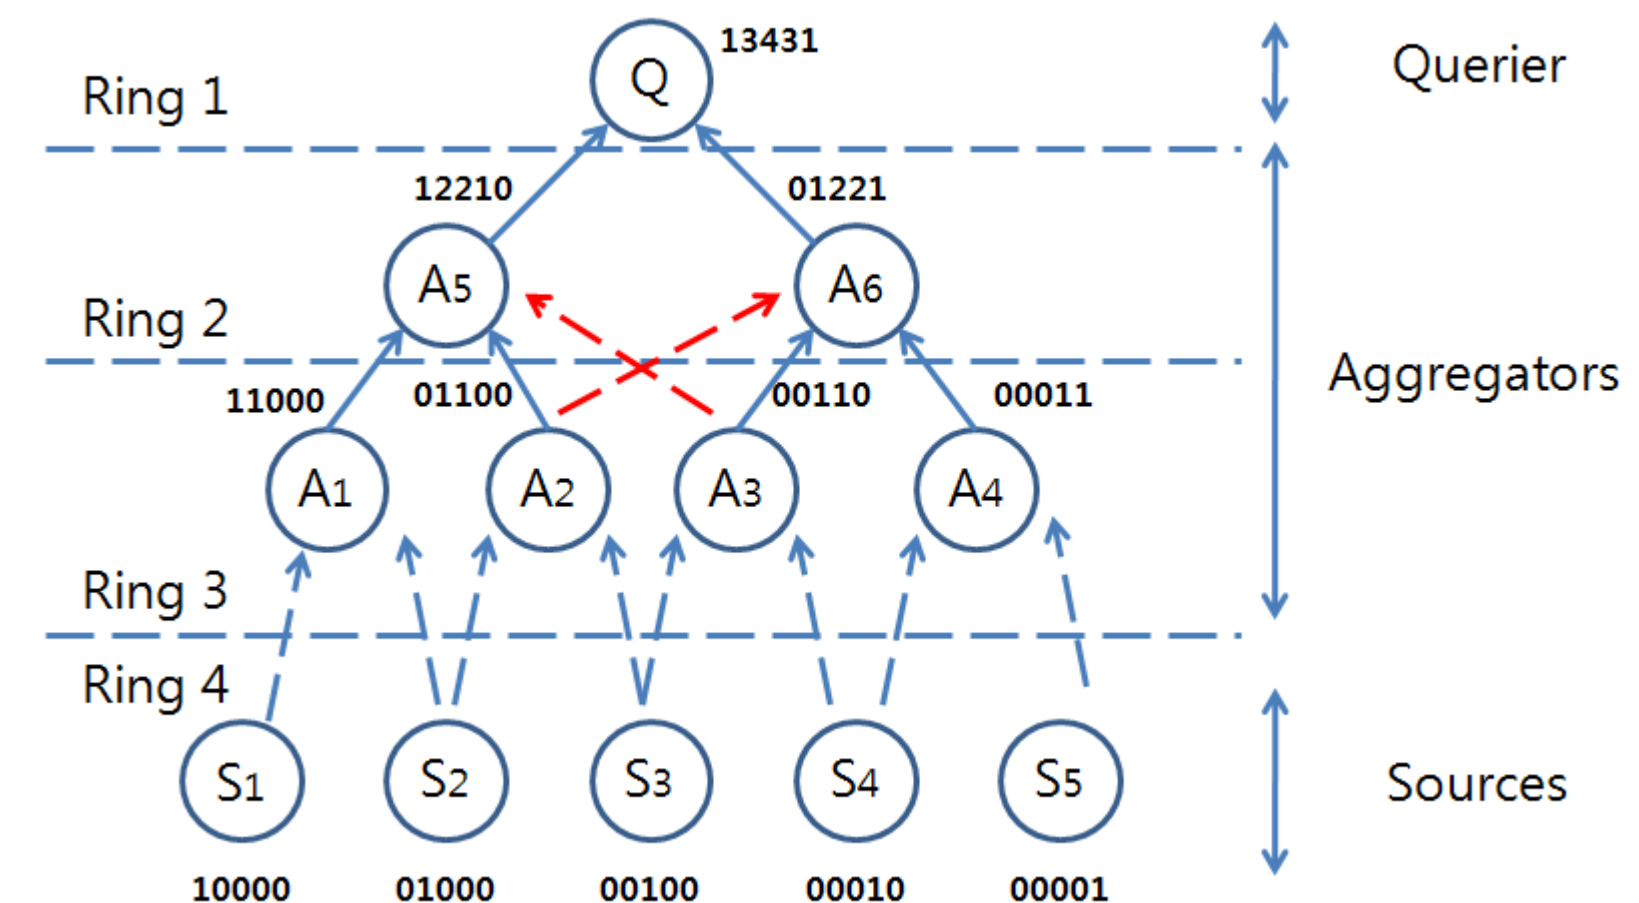 13431
Q
Querier
Ring 1
12210
01221
A5
A6
Ring 2
Aggregators
11000
01100
00110
00011
A1
A2
A3
A4
Ring 3
Ring 4
S1
S2
S3
S4
S5
Sources
10000
01000
00100
00010
00001